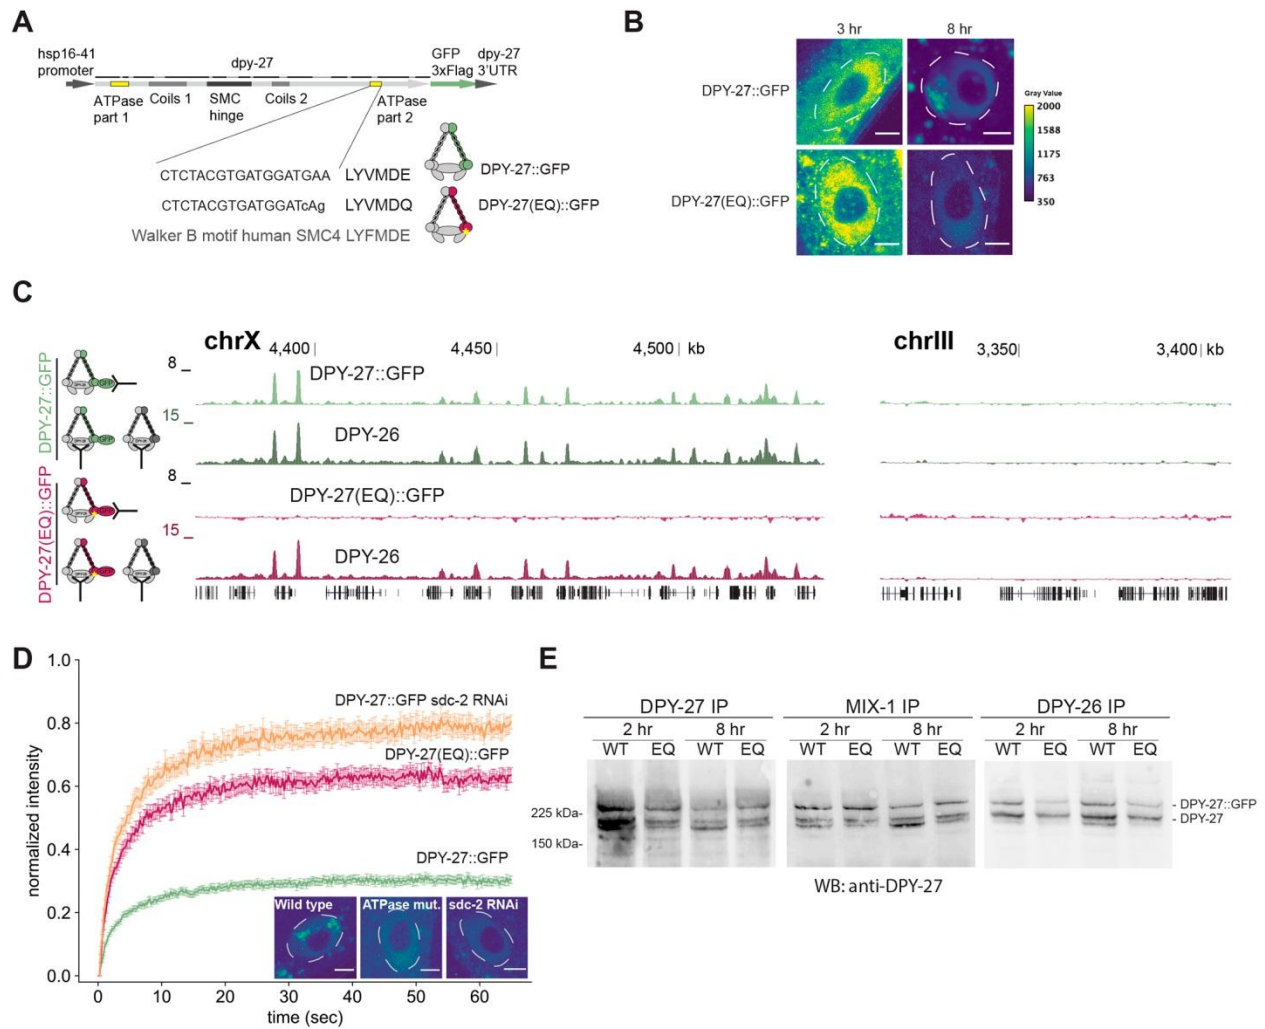 A
hsp16-41
promoter
dpy-27
GFP
3xFlag
dpy-27
3'UTR
ATPase
part 1
Coils 1
SMC
hinge
Coils 2
ATPase
part 2
CTCTACGTGATGGATGAA
LYVMDE
DPY-27::GFP
CTCTACGTGATGGATcAg
LYVMDQ
DPY-27(EQ)::GFP
Walker B motif human SMC4 LYFMDE
B
3 hr
8 hr
DPY-27::GFP
DPY-27(EQ)::GFP
Gray Value
2000
1588
1175
763
350
C
chrX
4,400
4,450
4,500
kb
chrIII
3,350
3,400
kb
DPY-27::GFP
GFP
8
DPY-27::GFP
GFP
15
DPY-26
DPY-27(EQ)::GFP
GFP
8
DPY-27(EQ)::GFP
GFP
15
DPY-26
D
normalized intensity
1.0
0.8
0.6
0.4
0.2
0.0
DPY-27::GFP sdc-2 RNAi
DPY-27(EQ)::GFP
DPY-27::GFP
Wild type
ATPase mut.
sdc-2 RNAi
0
10
20
30
40
50
60
time (sec)
E
DPY-27 IP
MIX-1 IP
DPY-26 IP
2 hr
8 hr
2 hr
8 hr
2 hr
8 hr
WT
EQ
WT
EQ
WT
EQ
WT
EQ
WT
EQ
WT
EQ
225 kDa-
150 kDa-
- DPY-27::GFP
- DPY-27
WB: anti-DPY-27